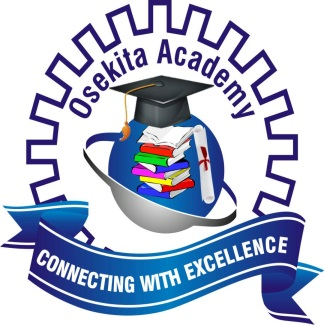 Osekita Academy
CONNECTING WITH EXCELLENCE